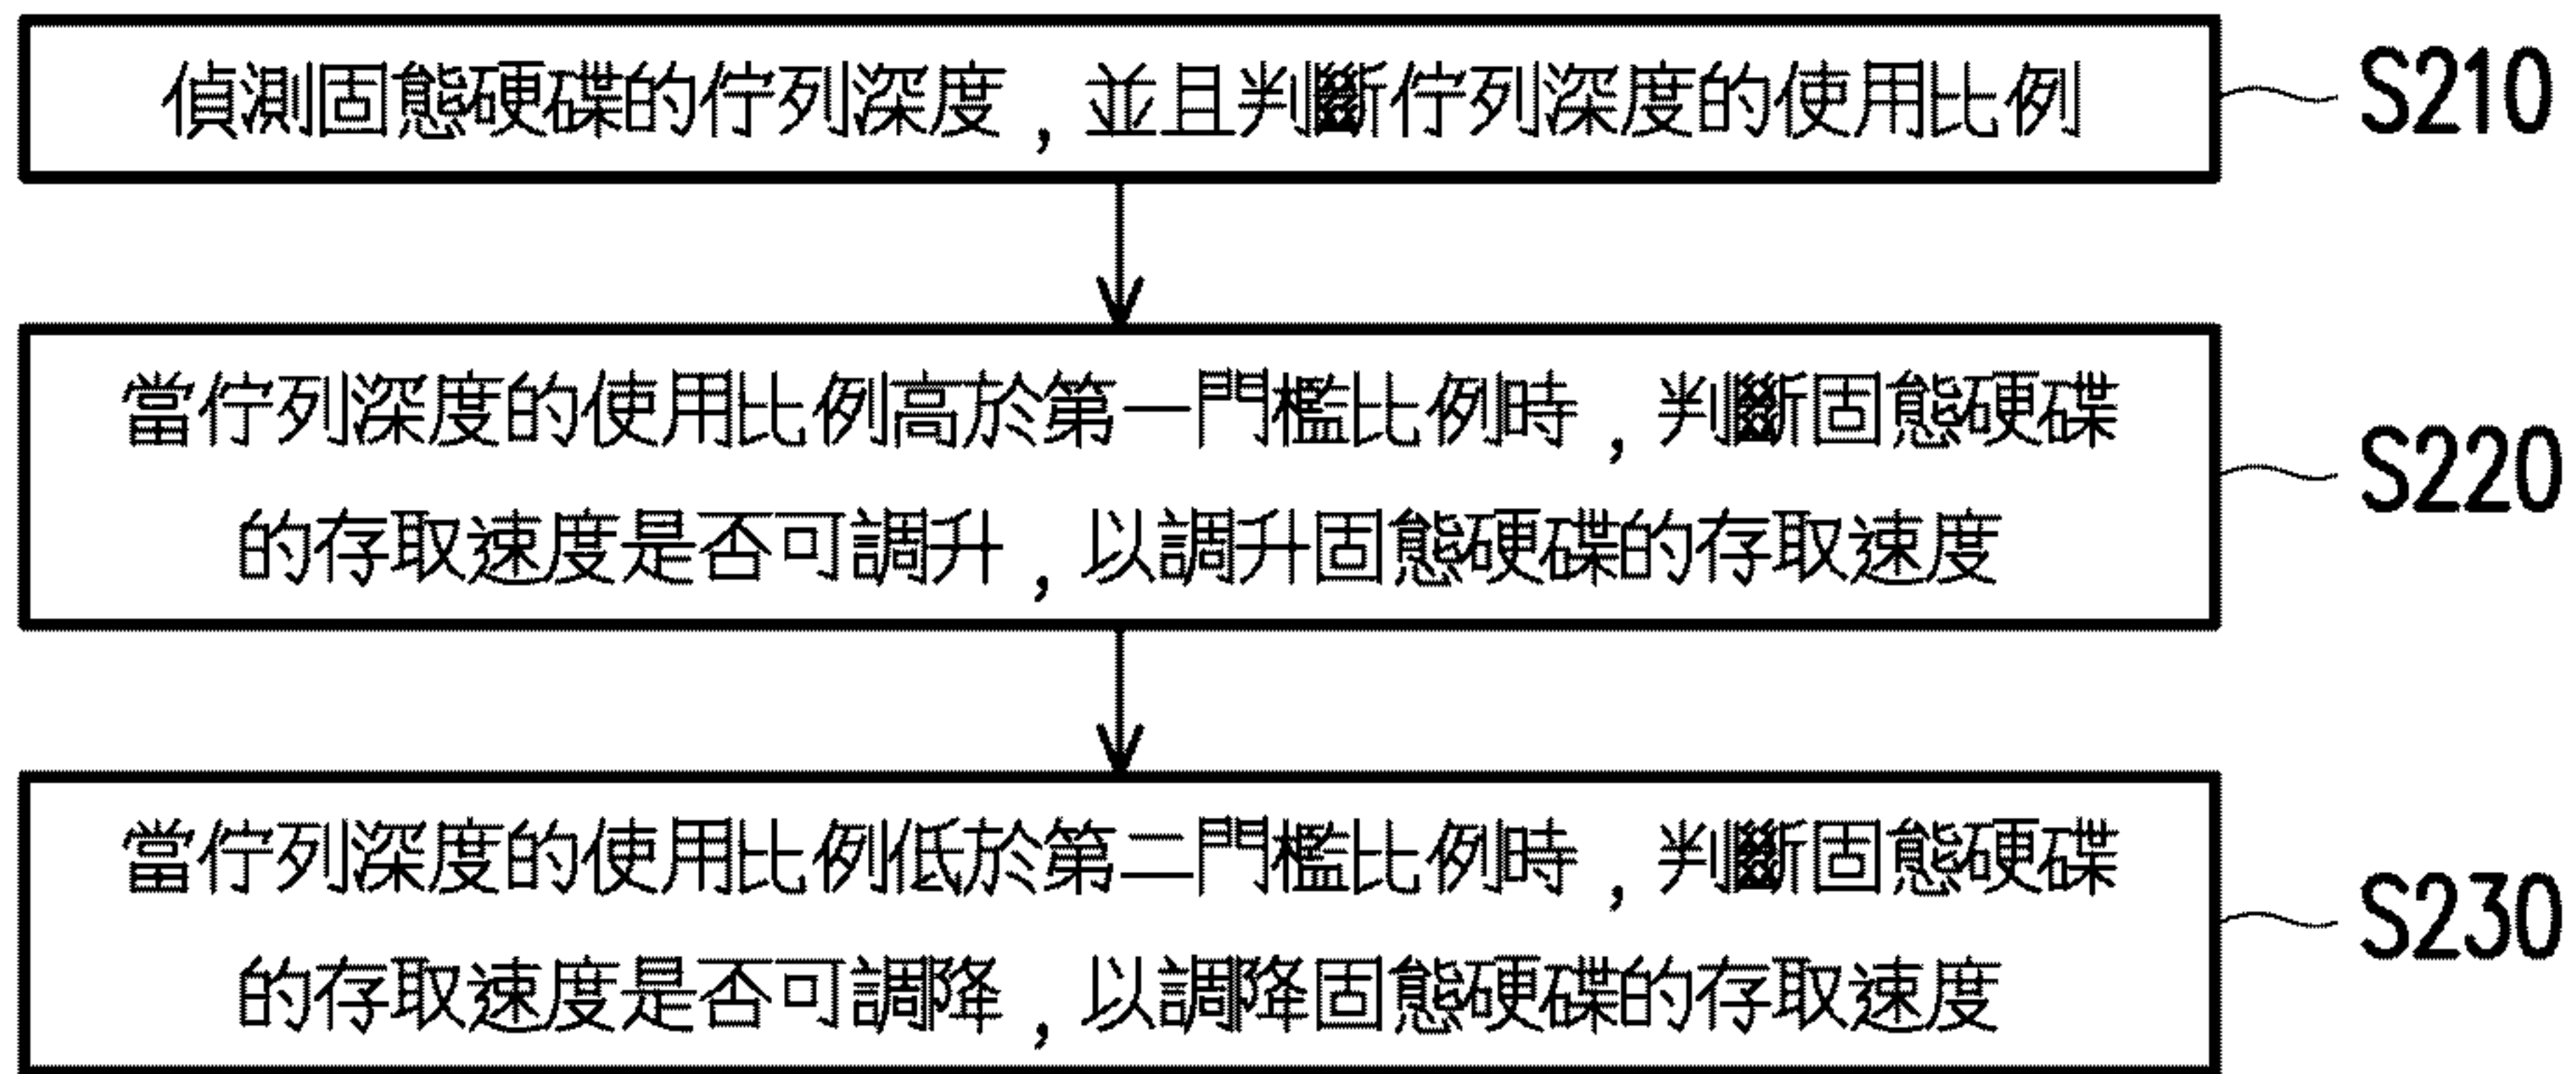 偵測固態硬碟的佇列深度，並且判斷佇列深度的使用比例
S210
當佇列深度的使用比例高於第一門檻比例時，判斷固態硬碟
的存取速度是否可調升，以調升固態硬碟的存取速度
S220
當佇列深度的使用比例低於第二門檻比例時，判斷固態硬碟
的存取速度是否可調降，以調降固態硬碟的存取速度
S230